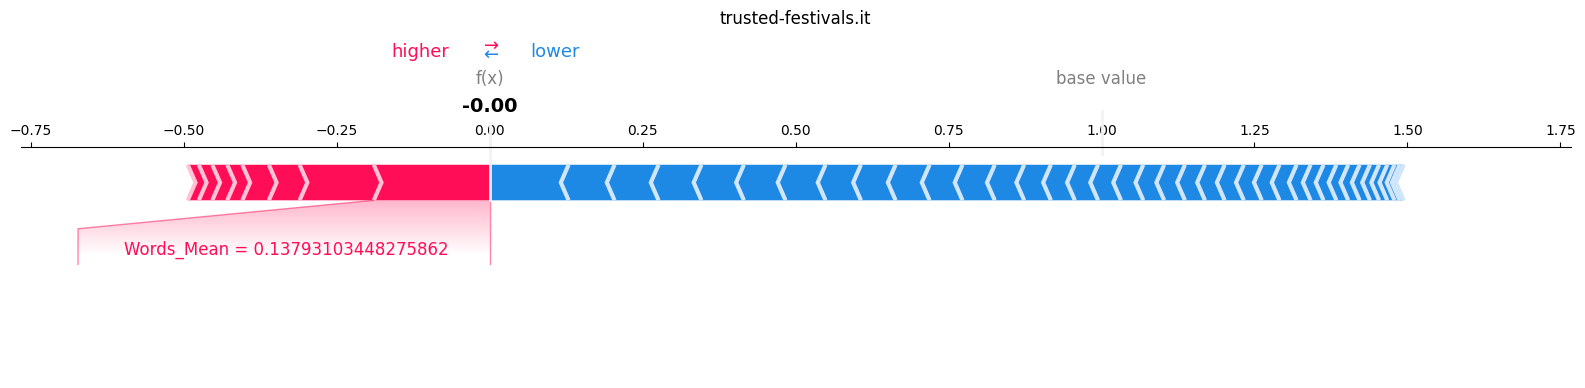 trusted-festivals.it
higher ⇄ lower
f(x) base value
-0.00
−0.75 −0.50 −0.25 0.00 0.25 0.50 0.75 1.00 1.25 1.50 1.75
Words_Mean = 0.13793103448275862